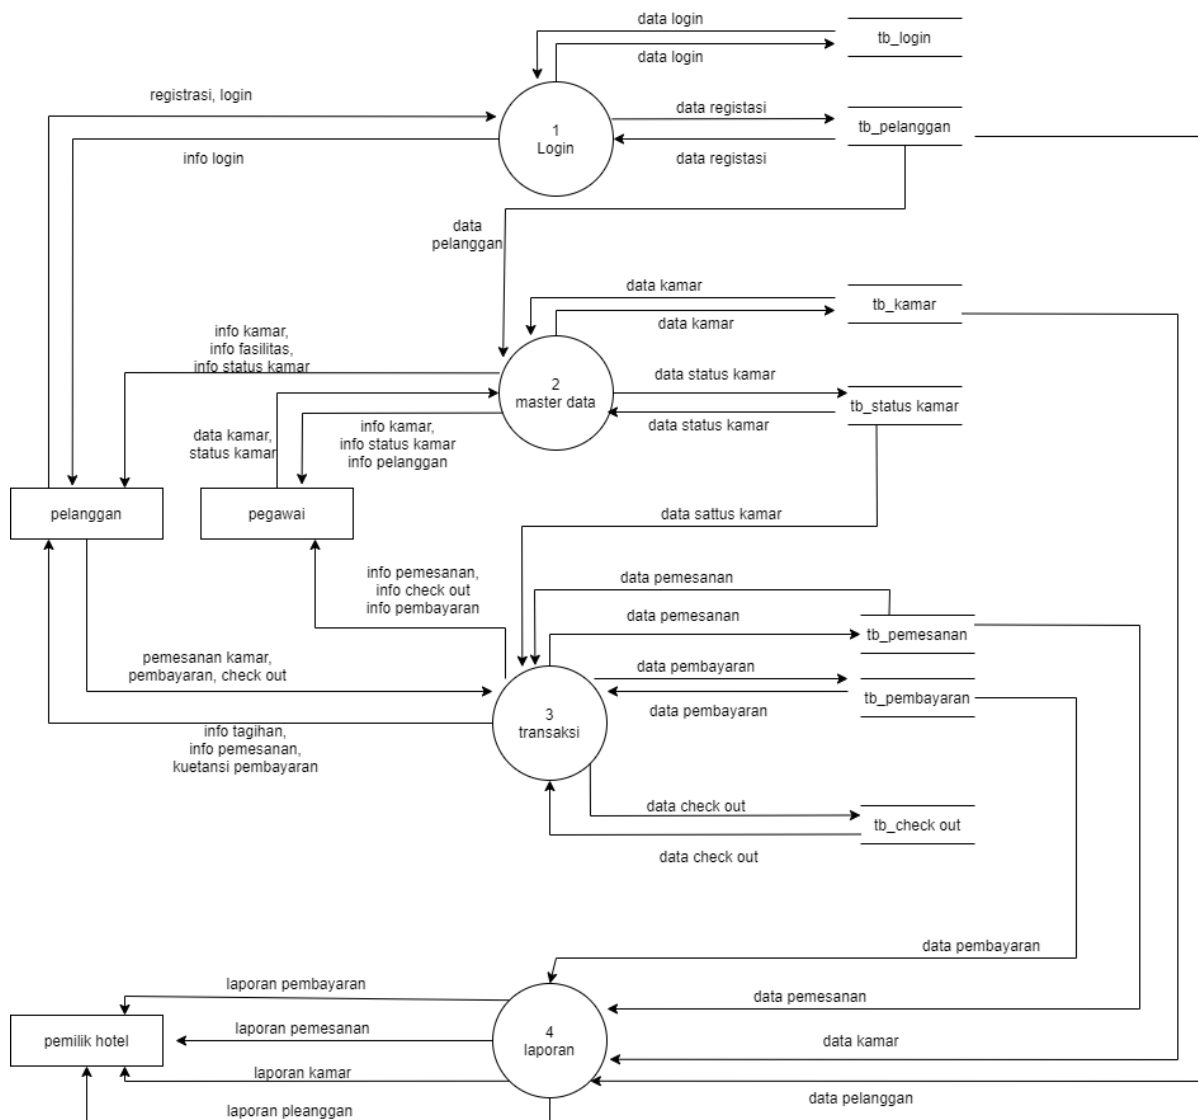 data login
tb_login
data login
registrasi, login
data registasi
1
Login
tb_pelanggan
info login
data registasi
data
pelanggan
data kamar
tb_kamar
data kamar
info kamar,
info fasilitas,
info status kamar
2
master data
data status kamar
tb_status kamar
data status kamar
data kamar,
status kamar
info kamar,
info status kamar
info pelanggan
pelanggan
pegawai
data sattus kamar
info pemesanan,
info check out
info pembayaran
data pemesanan
data pemesanan
tb_pemesanan
pemesanan kamar,
pembayaran, check out
data pembayaran
tb_pembayaran
data pembayaran
3
transaksi
info tagihan,
info pemesanan,
kuetansi pembayaran
data check out
tb_check out
data check out
data pembayaran
laporan pembayaran
data pemesanan
pemilik hotel
laporan pemesanan
4
laporan
data kamar
laporan kamar
data pelanggan
laporan pleanggan